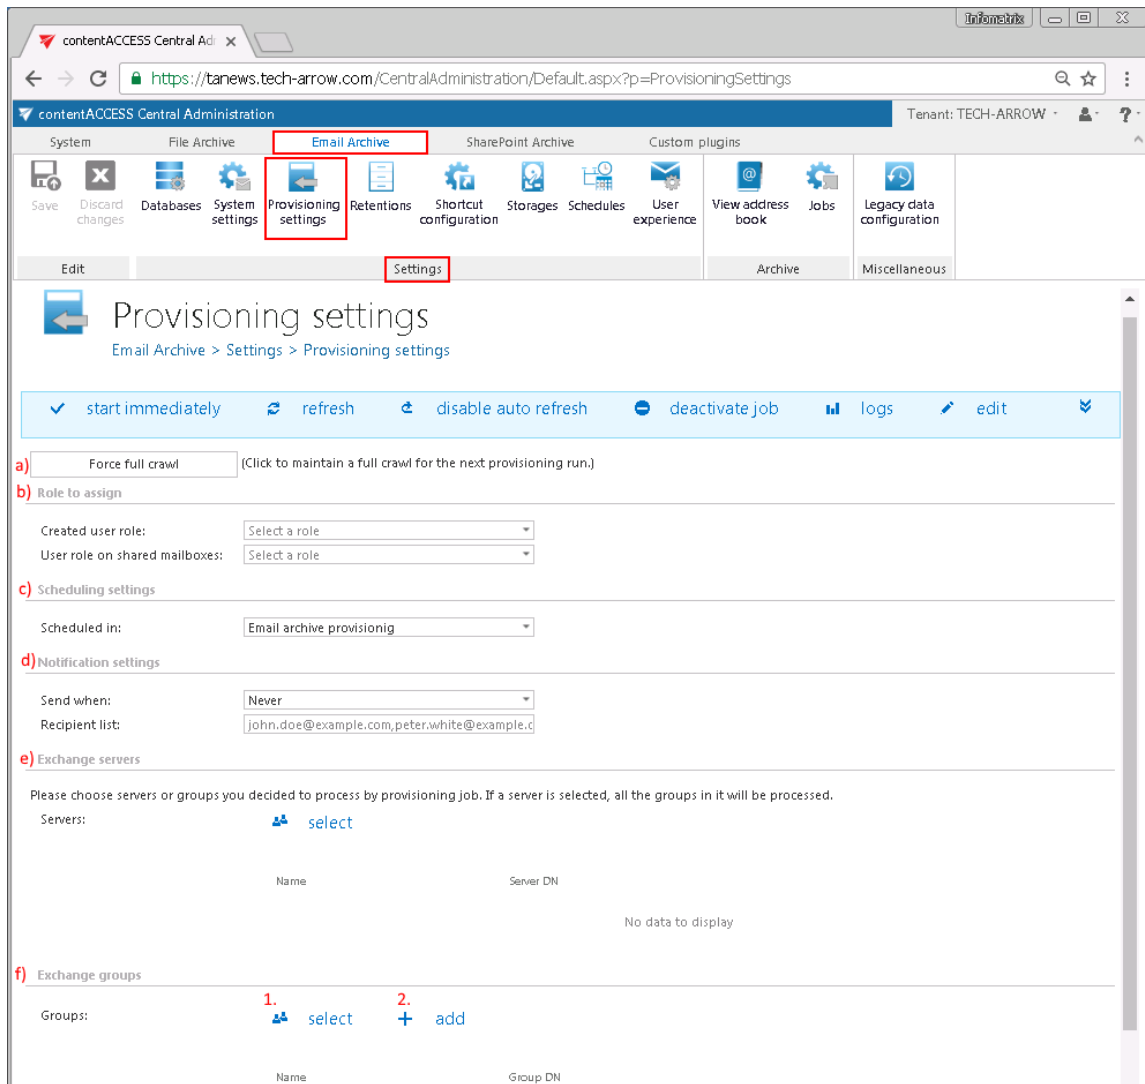 Infomatrix
contentACCESS Central Adi
https://tanews.tech-arrow.com/CentralAdministration/Default.aspx?p=ProvisioningSettings
contentACCESS Central Administration
Tenant: TECH-ARROW
?
System File Archive Email Archive SharePoint Archive Custom plugins
Save
Discard changes
Databases
System settings
Provisioning settings
Retentions
Shortcut configuration
Storages
Schedules
User experience
View address book
Jobs
Legacy data configuration
Edit Settings Archive Miscellaneous
Provisioning settings
Email Archive > Settings > Provisioning settings
start immediately refresh disable auto refresh deactivate job logs edit
a) Force full crawl (Click to maintain a full crawl for the next provisioning run.)
b) Role to assign
Created user role: Select a role
User role on shared mailboxes: Select a role
c) Scheduling settings
Scheduled in: Email archive provisionig
d) Notification settings
Send when: Never
Recipient list: john.doe@example.com,peter.white@example.c
e) Exchange servers
Please choose servers or groups you decided to process by provisioning job. If a server is selected, all the groups in it will be processed.
Servers: select
Name Server DN
No data to display
f) Exchange groups
1. 2.
Groups: select add
Name Group DN